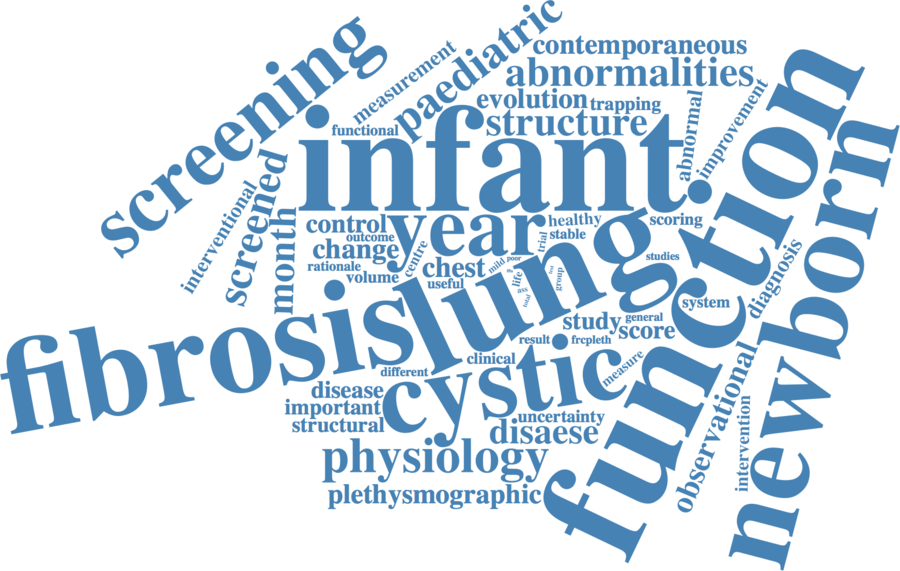 screening
measurement
paediatric
contemporaneous
abnormalities
evolution
trapping
functional
structure
abnormal
improvement
function
infant
newborn
interventional
screened
month
control
year
healthy
scoring
outcome
trial
stable
change
centre
studies
rationale
volume
chest
mild
poor
useful
life
group
total
lung
diagnosis
system
fibrosis
study
general
score
result
frcpleth
clinical
cystic
measure
different
disease
important
structural
uncertainty
disaese
observational
intervention
physiology
plethysmographic